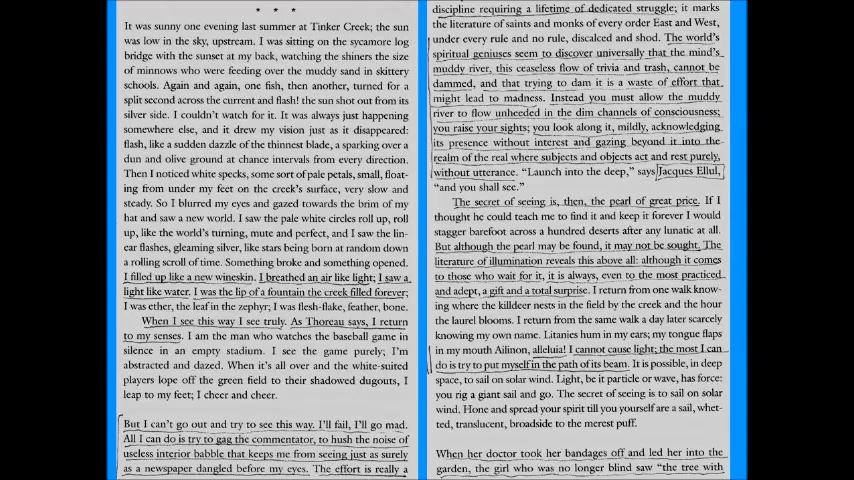 * * *
It was sunny one evening last summer at Tinker Creek; the sun
was low in the sky, upstream. I was sitting on the sycamore log
bridge with the sunset at my back, watching the shiners the size
of minnows who were feeding over the muddy sand in skittery
schools. Again and again, one fish, then another, turned for a
split second across the current and flash! the sun shot out from its
silver side. I couldn't watch for it. It was always just happening
somewhere else, and it drew my vision just as it disappeared:
flash, like a sudden dazzle of the thinnest blade, a sparking over a
dun and olive ground at chance intervals from every direction.
Then I noticed white specks, some sort of pale petals, small, float-
ing from under my feet on the creek's surface, very slow and
steady. So I blurred my eyes and gazed towards the brim of my
hat and saw a new world. I saw the pale white circles roll up, roll
up, like the world's turning, mute and perfect, and I saw the lin-
ear flashes, gleaming silver, like stars being born at random down
a rolling scroll of time. Something broke and something opened.
I filled up like a new wineskin. I breathed an air like light; I saw a
light like water. I was the lip of a fountain the creek filled forever;
I was ether, the leaf in the zephyr; I was flesh-flake, feather, bone.
When I see this way I see truly. As Thoreau says, I return
to my senses. I am the man who watches the baseball game in
silence in an empty stadium. I see the game purely; I'm
abstracted and dazed. When it's all over and the white-suited
players lope off the green field to their shadowed dugouts, I
leap to my feet; I cheer and cheer.
But I can't go out and try to see this way. I'll fail, I'll go mad.
All I can do is try to gag the commentator, to hush the noise of
useless interior babble that keeps me from seeing just as surely
as a newspaper dangled before my eyes. The effort is really a
discipline requiring a lifetime of dedicated struggle; it marks
the literature of saints and monks of every order East and West,
under every rule and no rule, discalced and shod. The world's
spiritual geniuses seem to discover universally that the mind's
muddy river, this ceaseless flow of trivia and trash, cannot be
dammed, and that trying to dam it is a waste of effort that
might lead to madness. Instead you must allow the muddy
river to flow unheeded in the dim channels of consciousness;
you raise your sights; you look along it, mildly, acknowledging
its presence without interest and gazing beyond it into the
realm of the real where subjects and objects act and rest purely,
without utterance. "Launch into the deep," says Jacques Ellul,
"and you shall see."
The secret of seeing is, then, the pearl of great price. If I
thought he could teach me to find it and keep it forever I would
stagger barefoot across a hundred deserts after any lunatic at all.
But although the pearl may be found, it may not be sought. The
literature of illumination reveals this above all: although it comes
to those who wait for it, it is always, even to the most practiced
and adept, a gift and a total surprise. I return from one walk know-
ing where the killdeer nests in the field by the creek and the hour
the laurel blooms. I return from the same walk a day later scarcely
knowing my own name. Litanies hum in my ears; my tongue flaps
in my mouth Ailinon, alleluia! I cannot cause light; the most I can
do is try to put myself in the path of its beam. It is possible, in deep
space, to sail on solar wind. Light, be it particle or wave, has force:
you rig a giant sail and go. The secret of seeing is to sail on solar
wind. Hone and spread your spirit till you yourself are a sail, whet-
ted, translucent, broadside to the merest puff.
When her doctor took her bandages off and led her into the
garden, the girl who was no longer blind saw "the tree with